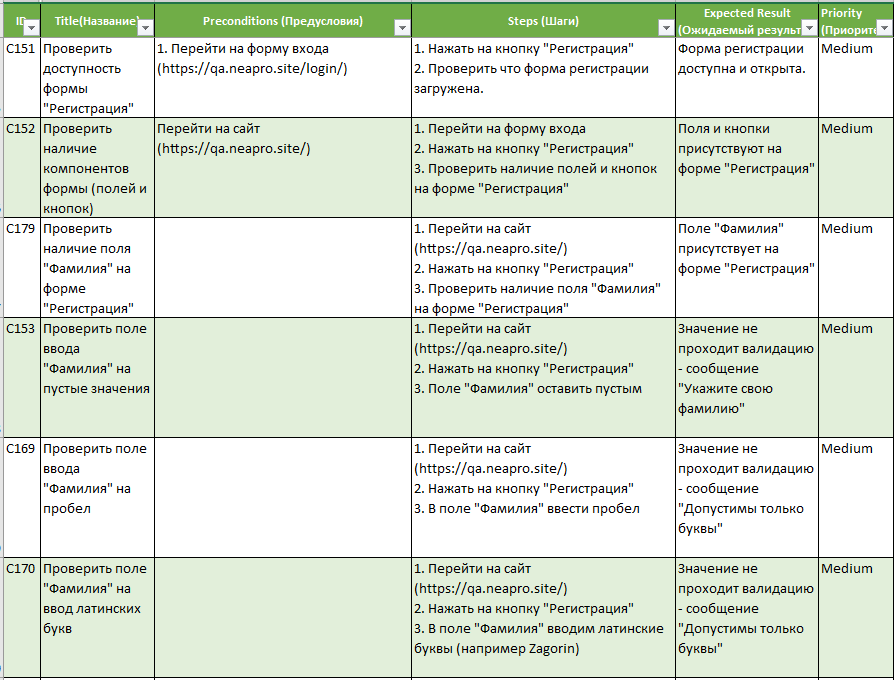 ID Title(Название) Preconditions (Предусловия) Steps (Шаги) Expected Result Priority
(Ожидаемый результ (Приорите
C151 Проверить 1. Перейти на форму входа 1. Нажать на кнопку "Регистрация" Форма регистрации Medium
доступность (https://qa.neapro.site/login/) 2. Проверить что форма регистрации доступна и открыта.
формы загружена.
"Регистрация"
C152 Проверить Перейти на сайт 1. Перейти на форму входа Поля и кнопки Medium
наличие (https://qa.neapro.site/) 2. Нажать на кнопку "Регистрация" присутствуют на
компонентов 3. Проверить наличие полей и кнопок форме "Регистрация"
формы (полей и на форме "Регистрация"
кнопок)
C179 Проверить 1. Перейти на сайт Поле "Фамилия" Medium
наличие поля (https://qa.neapro.site/) присутствует на
"Фамилия" на 2. Нажать на кнопку "Регистрация" форме "Регистрация"
форме 3. Проверить наличие поля "Фамилия"
"Регистрация" на форме "Регистрация"
C153 Проверить поле 1. Перейти на сайт Значение не Medium
ввода (https://qa.neapro.site/) проходит валидацию
"Фамилия" на 2. Нажать на кнопку "Регистрация" - сообщение
пустые значения 3. Поле "Фамилия" оставить пустым "Укажите свою
фамилию"
C169 Проверить поле 1. Перейти на сайт Значение не Medium
ввода (https://qa.neapro.site/) проходит валидацию
"Фамилия" на 2. Нажать на кнопку "Регистрация" - сообщение
пробел 3. В поле "Фамилия" ввести пробел "Допустимы только
буквы"
C170 Проверить поле 1. Перейти на сайт Значение не Medium
"Фамилия" на (https://qa.neapro.site/) проходит валидацию
ввод латинских 2. Нажать на кнопку "Регистрация" - сообщение
букв 3. В поле "Фамилия" вводим латинские "Допустимы только
буквы (например Zagorin) буквы"